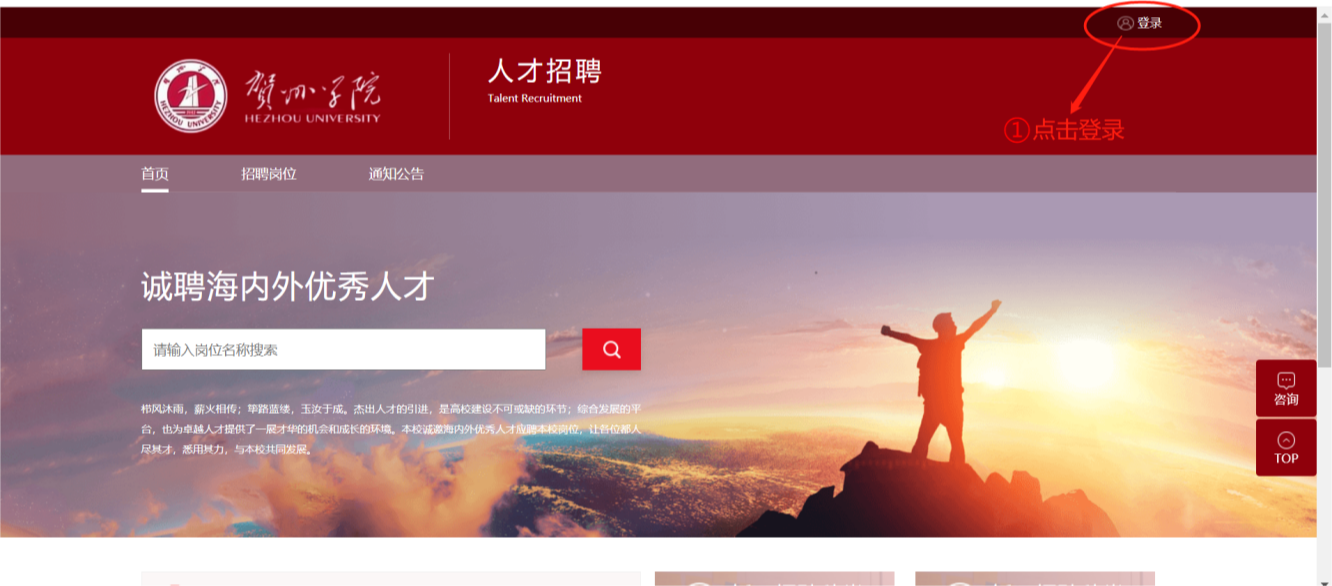 登录
贺州学院
HEZHOU UNIVERSITY
HEZHOU UNIVERSITY
人才招聘
Talent Recruitment
①点击登录
首页
招聘岗位
通知公告
诚聘海内外优秀人才
请输入岗位名称搜索
栉风沐雨，薪火相传；筚路蓝缕，玉汝于成。杰出人才的引进，是高校建设不可或缺的环节；综合发展的平
台，也为卓越人才提供了一展才华的机会和成长的环境。本校诚邀海内外优秀人才应聘本校岗位，让各位都人
尽其才，悉用其力，与本校共同发展。
咨询
TOP